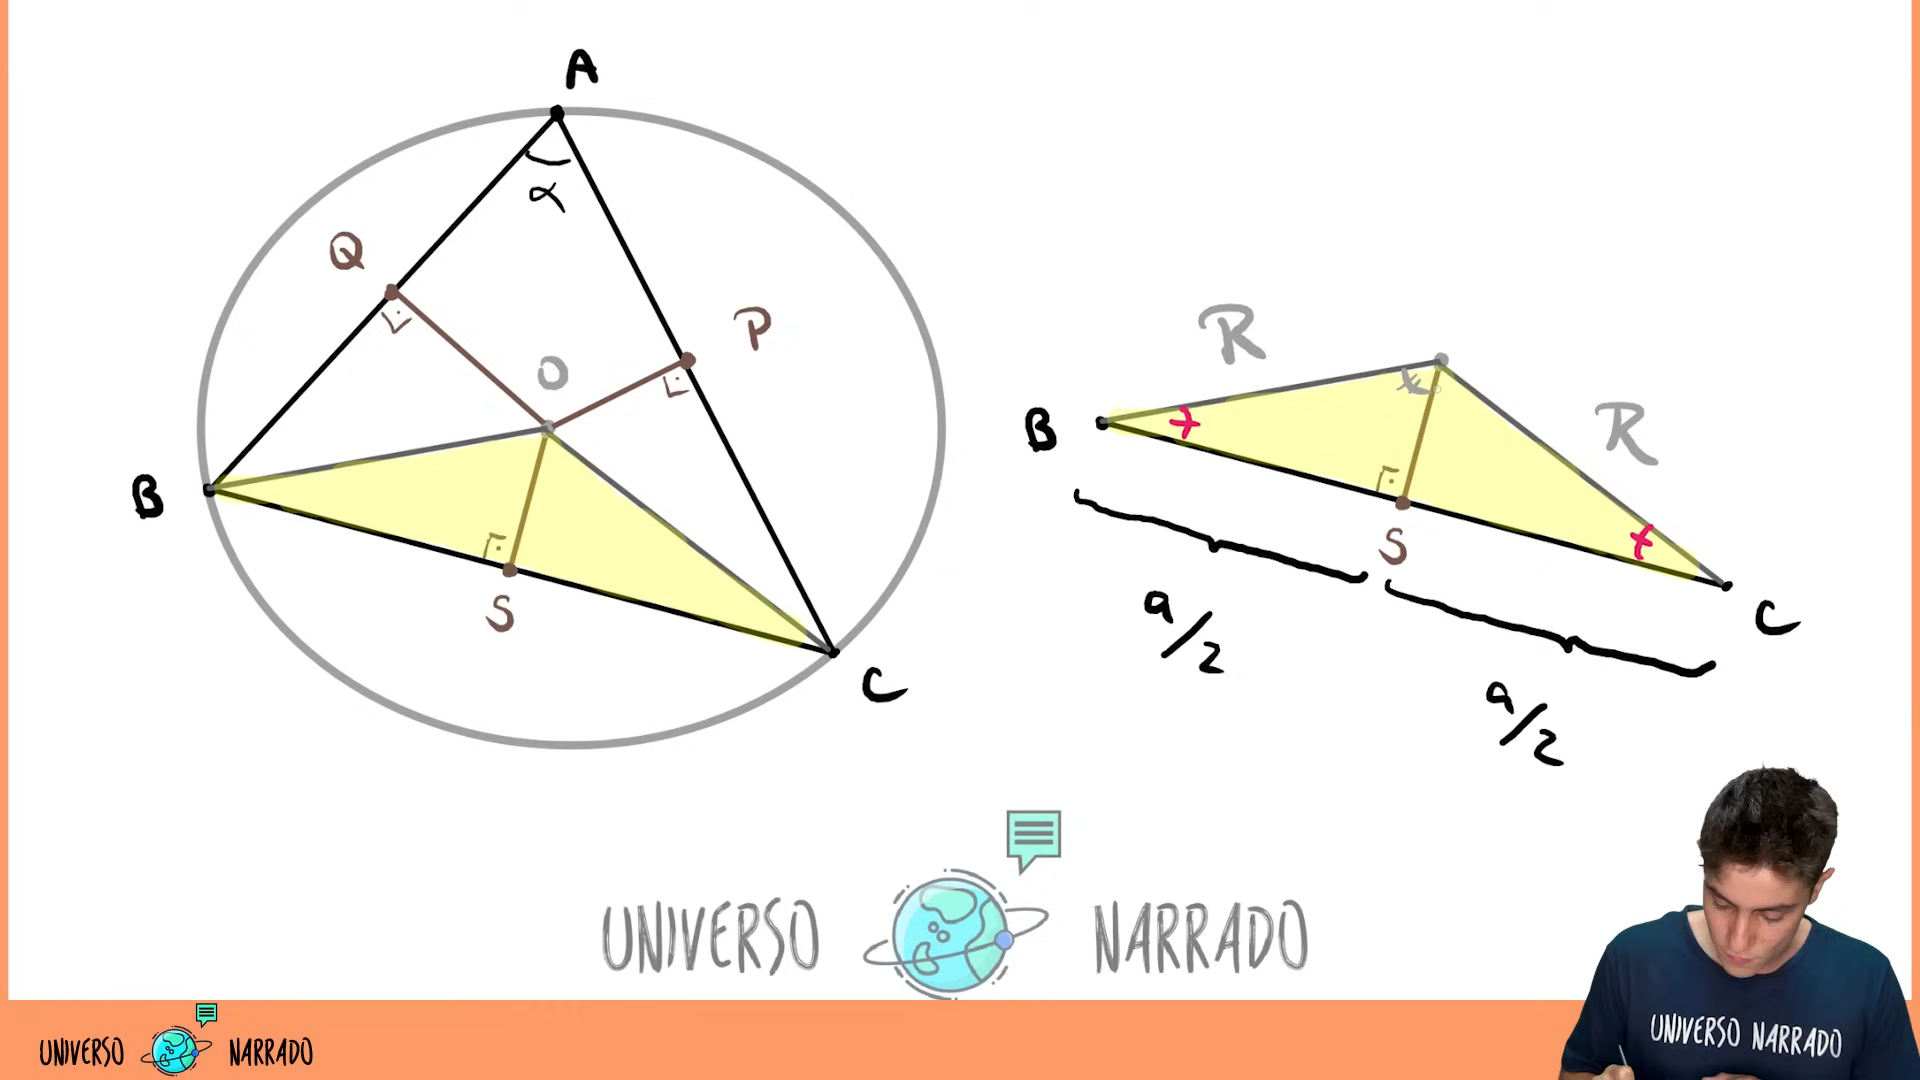 A
α
Q
P
O
B
S
C
R
R
B
S
C
a/2
a/2
UNIVERSO NARRADO
UNIVERSO NARRADO
UNIVERSO NARRADO